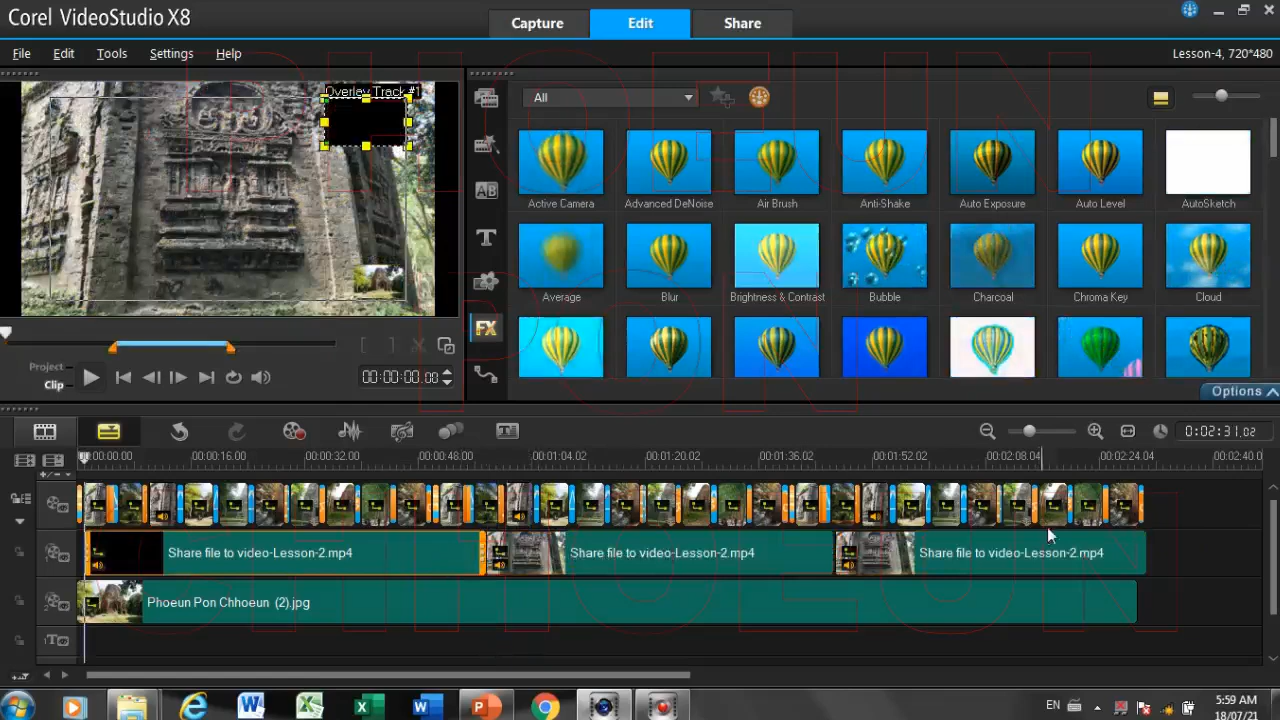 Corel VideoStudio X8
Capture
Edit
Share
File
Edit
Tools
Settings
Help
Lesson-4, 720*480
Overlay Track #1
All
Active Camera
Advanced DeNoise
Air Brush
Anti-Shake
Auto Exposure
Auto Level
AutoSketch
Average
Blur
Brightness & Contrast
Bubble
Charcoal
Chroma Key
Cloud
AB
T
FX
Options
Project
Clip
00:00:00.08
0:02:31.02
00:00:00.00
00:00:16.00
00:00:32.00
00:00:48.00
00:01:04.02
00:01:20.02
00:01:36.02
00:01:52.02
00:02:08.04
00:02:24.04
00:02:40.0
Share file to video-Lesson-2.mp4
Share file to video-Lesson-2.mp4
Share file to video-Lesson-2.mp4
Phoeun Pon Chhoeun (2).jpg
EN
5:59 AM
18/07/21